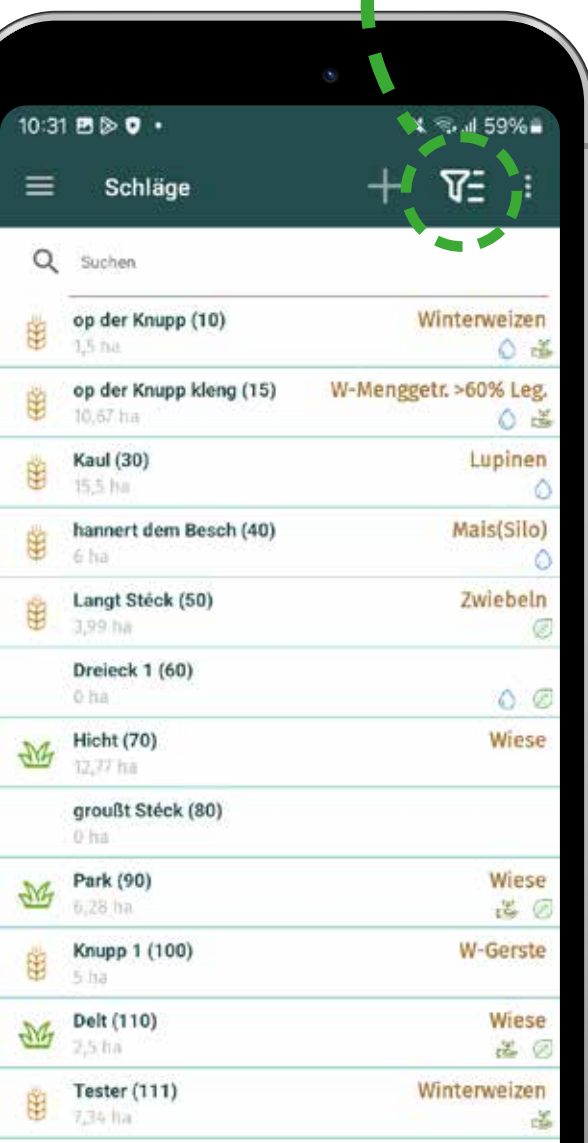 10:31
59%
Schläge
Suchen
op der Knupp (10) Winterweizen
1,5 ha
op der Knupp kleng (15) W-Menggetr. >60% Leg.
10,67 ha
Kaul (30) Lupinen
15,5 ha
hannert dem Besch (40) Mais(Silo)
6 ha
Langt Stéck (50) Zwiebeln
3,99 ha
Dreieck 1 (60)
0 ha
Hicht (70) Wiese
12,77 ha
groußt Stéck (80)
0 ha
Park (90) Wiese
6,28 ha
Knupp 1 (100) W-Gerste
5 ha
Delt (110) Wiese
2,5 ha
Tester (111) Winterweizen
7,34 ha